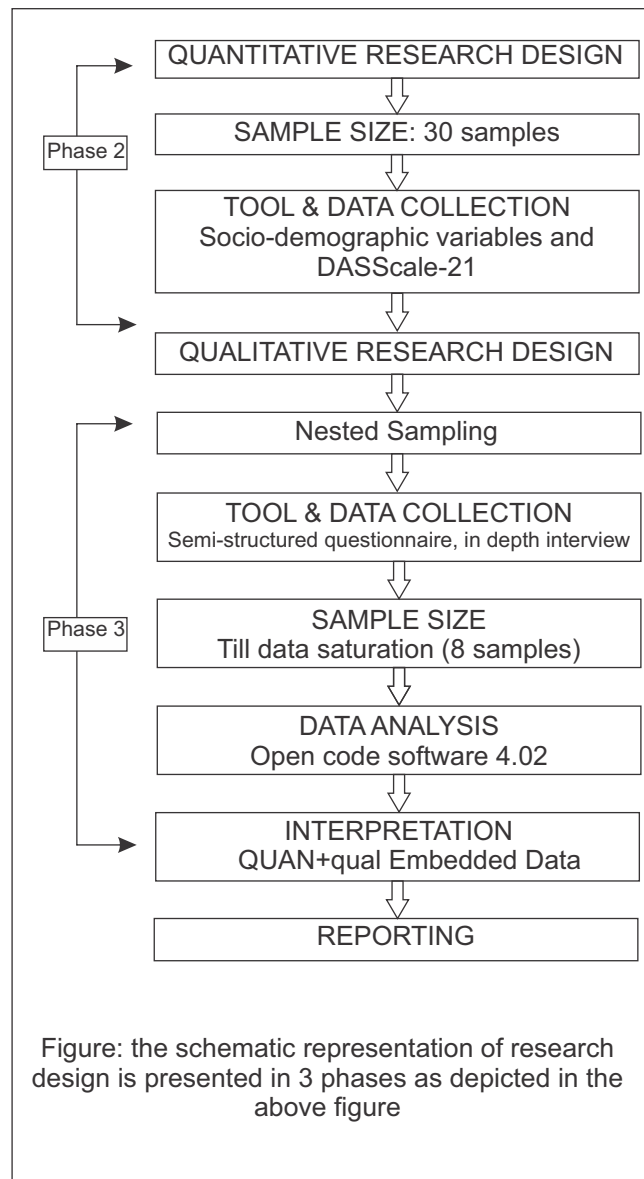 QUANTITATIVE RESEARCH DESIGN
SAMPLE SIZE: 30 samples
Phase 2
TOOL & DATA COLLECTION
Socio-demographic variables and
DASScale-21
QUALITATIVE RESEARCH DESIGN
Nested Sampling
TOOL & DATA COLLECTION
Semi-structured questionnaire, in depth interview
SAMPLE SIZE
Till data saturation (8 samples)
Phase 3
DATA ANALYSIS
Open code software 4.02
INTERPRETATION
QUAN+qual Embedded Data
REPORTING
Figure: the schematic representation of research
design is presented in 3 phases as depicted in the
above figure